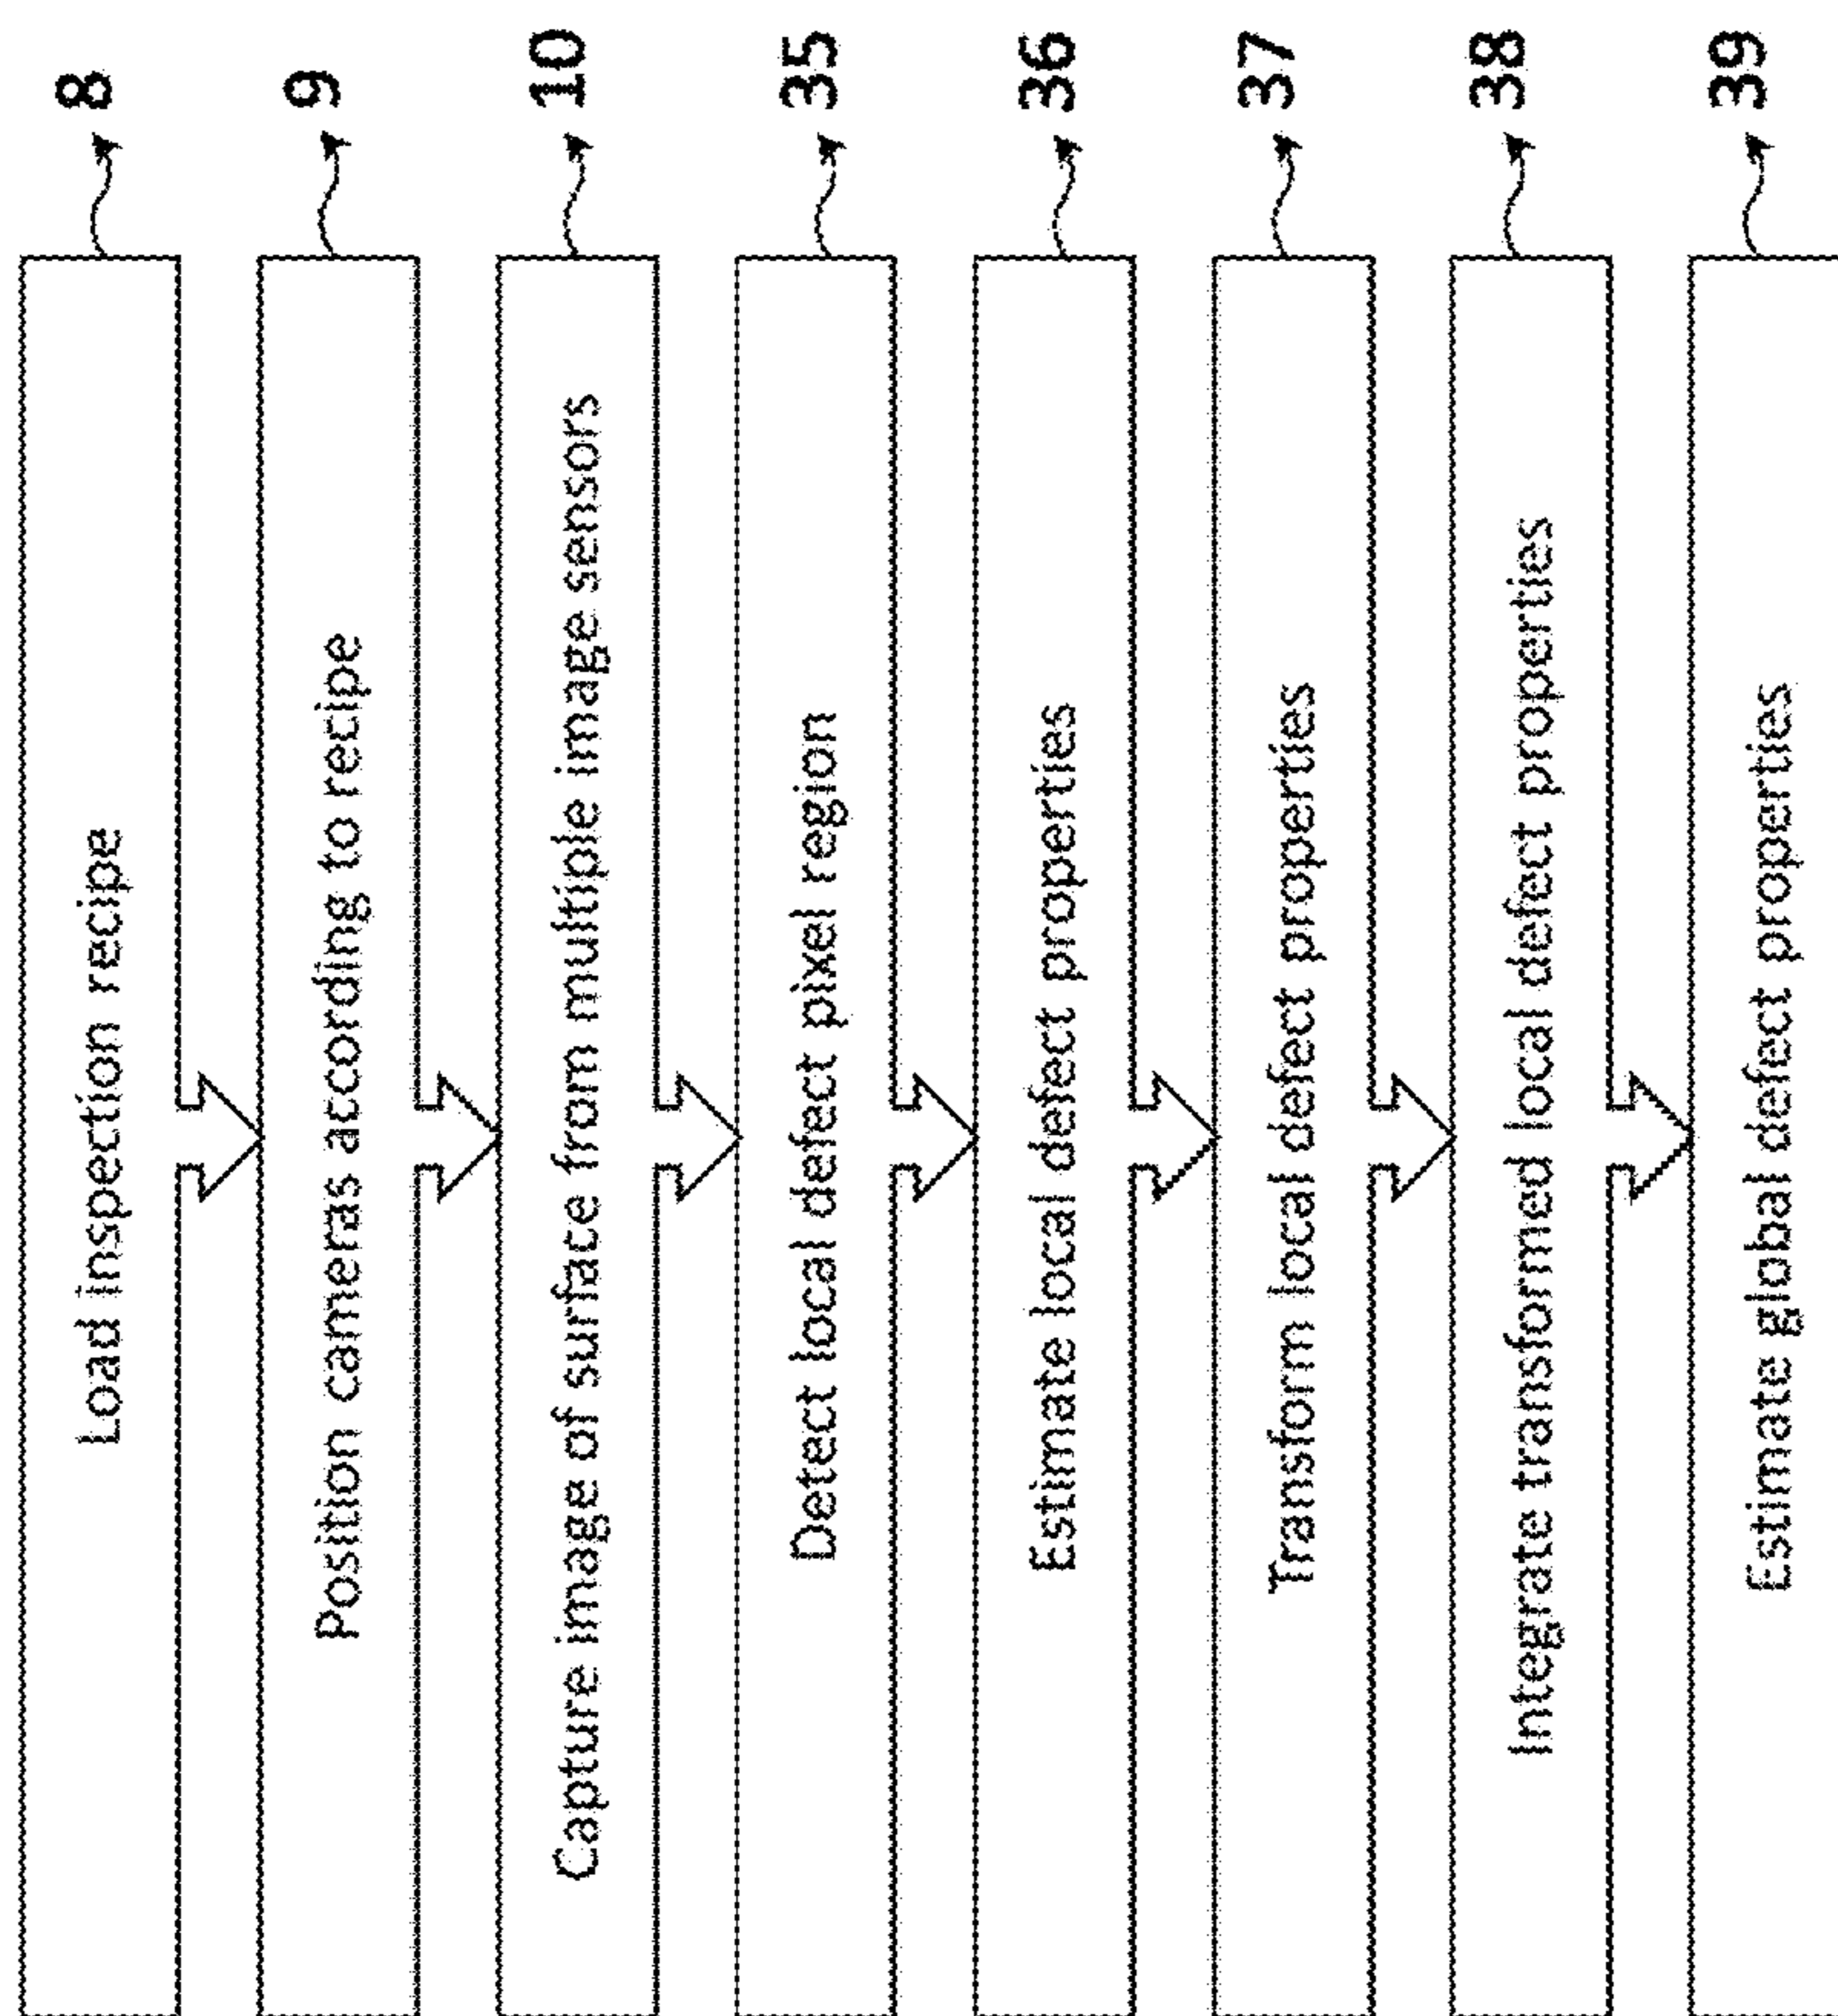 Load inspection recipe 8
Position cameras according to recipe 9
Capture image of surface from multiple image sensors 10
Detect local defect pixel region 35
Estimate local defect properties 36
Transform local defect properties 37
Integrate transformed local defect properties 38
Estimate global defect properties 39